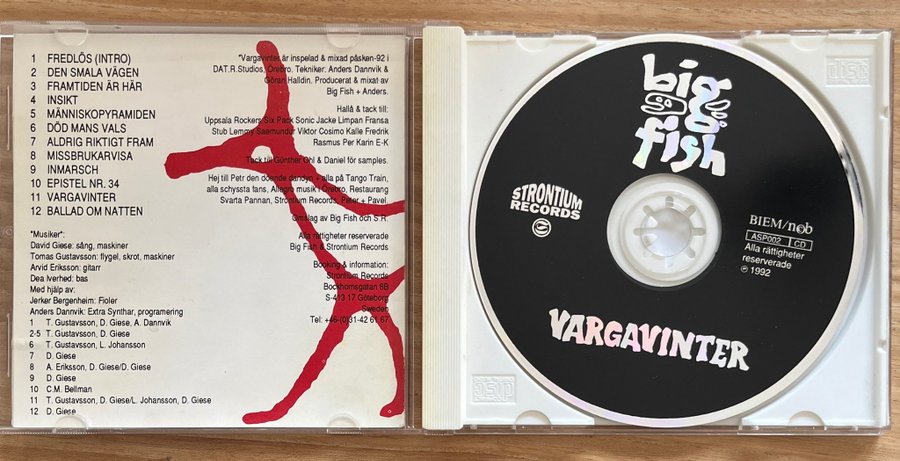 1 FREDLÖS (INTRO)
2 DEN SMALA VÄGEN
3 FRAMTIDEN ÄR HÄR
4 INSIKT
5 MÄNNISKOPYRAMIDEN
6 DÖD MANS VALS
7 ALDRIG RIKTIGT FRAM
8 MISSBRUKARVISA
9 INMARSCH
10 EPISTEL NR. 34
11 VARGAVINTER
12 BALLAD OM NATTEN
"Musiker":
David Giese: sång, maskiner
Tomas Gustavsson: flygel, skrot, maskiner
Arvid Eriksson: gitarr
Dea Iverhed: bas
Med hjälp av:
Jerker Bergenheim: Fioler
Anders Dannvik: Extra Synthar, programering
1 T. Gustavsson, D. Giese, A. Dannvik
2-5 T. Gustavsson, D. Giese.
6 T. Gustavsson, L. Johansson
7 D. Giese
8 A. Eriksson, D. Giese/D. Giese
9 D. Giese
10 C.M. Bellman
11 T. Gustavsson, D. Giese/L. Johansson, D. Giese
12 D. Giese
"Vargavinter är inspelad & mixad påsken-92 i
DAT.R.Studios, Örebro. Tekniker: Anders Dannvik &
Göran Halldin. Producerat & mixat av
Big Fish + Anders.
Hallå & tack till:
Uppsala Rockers Six Pack Sonic Jacke Limpan Fransa
Stub Lemmy Saemundur Viktor Cosimo Kalle Fredrik
Rasmus Per Karin E-K
Tack till Günther Ohl & Daniel för samples.
Hej till Petr den döende dandyn + alla på Tango Train,
alla schyssta fans, Allegro musik i Örebro, Restaurang
Svarta Pannan, Strontium Records, Peter + Pavel.
Omslag av Big Fish och S.R.
Alla rättigheter reserverade
Big Fish & Strontium Records
Booking & information:
Strontium Records
Bockhornsgatan 6B
S-413 17 Göteborg
Sweden
Tel: +46-(0)31-42 61 67
big
fish
STRONTIUM
RECORDS
BIEM/n©b
ASP002 CD
Alla rättigheter
reserverade
℗ 1992
VARGAVINTER
disc
disc